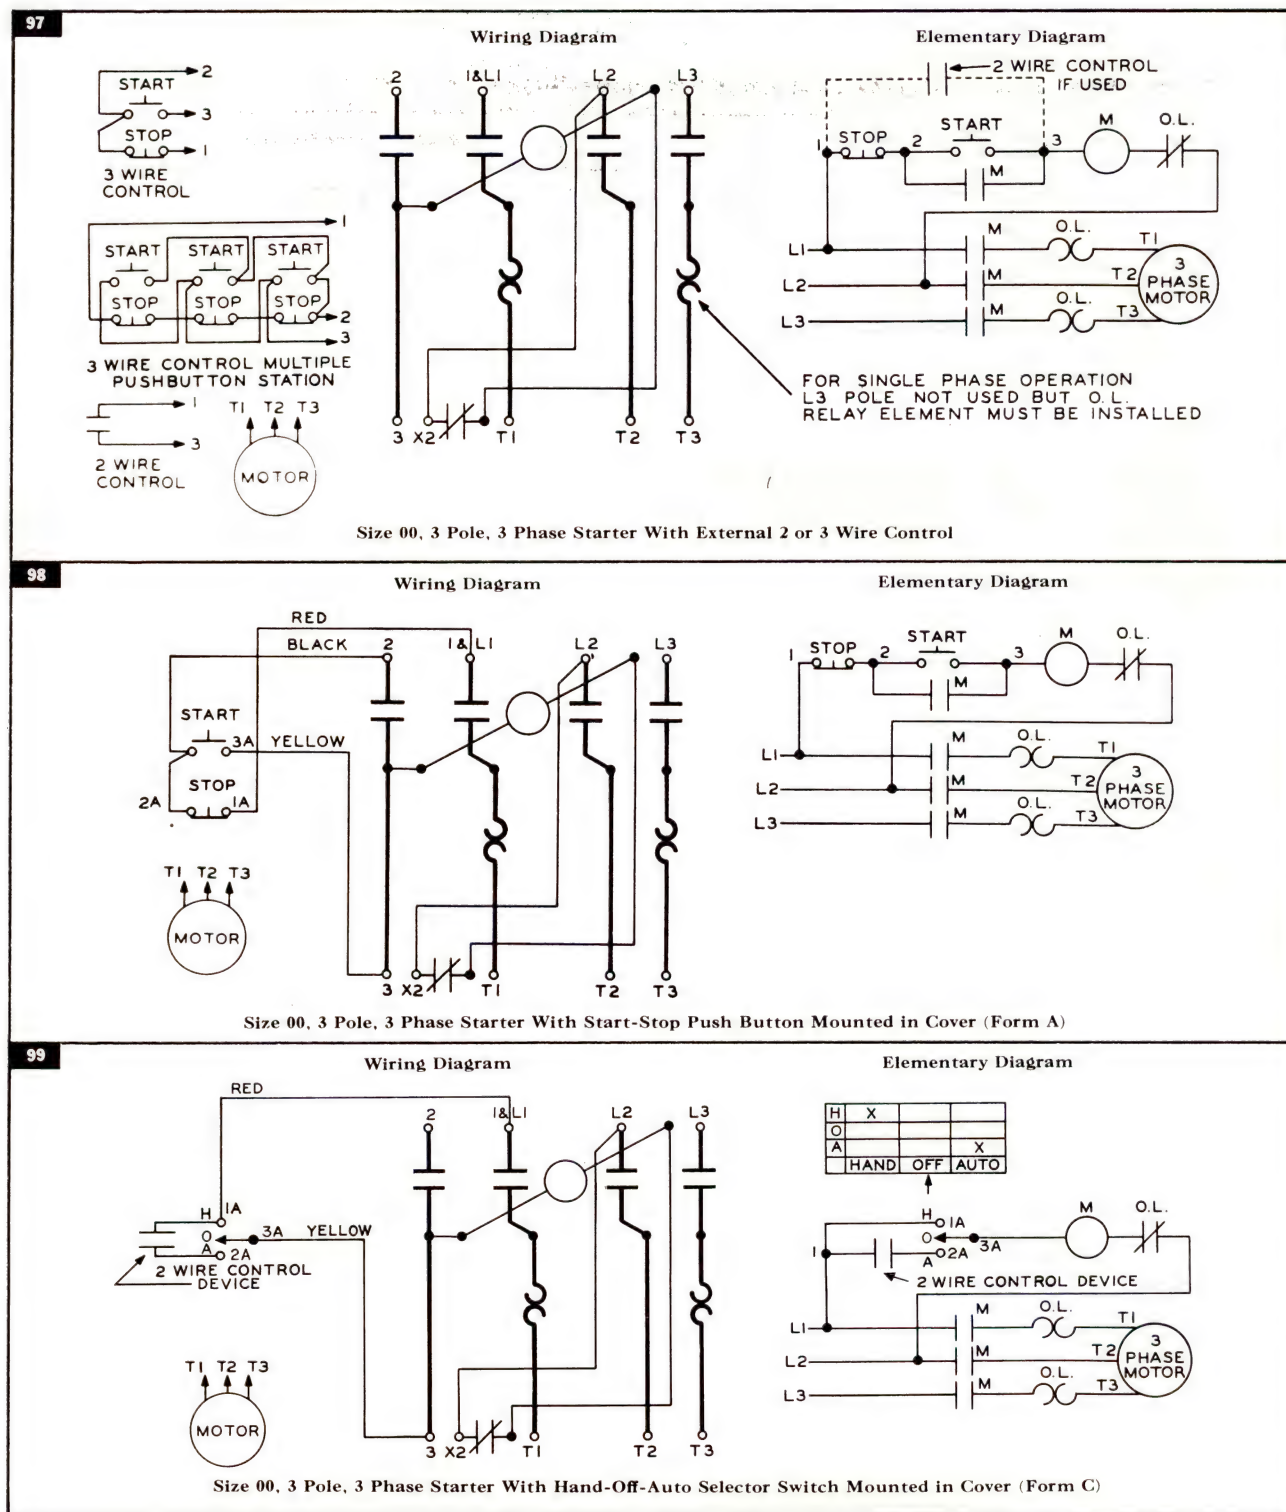 97
Wiring Diagram
Elementary Diagram
2
START
3
STOP
1
3 WIRE
CONTROL
1
START START START
STOP STOP STOP
2
3
3 WIRE CONTROL MULTIPLE
PUSHBUTTON STATION
1
3
2 WIRE
CONTROL
T1 T2 T3
MOTOR
2 1&L1 L2 L3
3 X2 T1 T2 T3
2 WIRE CONTROL
IF USED
1 STOP 2 START 3 M O.L.
M
L1 M O.L. T1
L2 M T2
L3 M O.L. T3
3
PHASE
MOTOR
FOR SINGLE PHASE OPERATION
L3 POLE NOT USED BUT O.L.
RELAY ELEMENT MUST BE INSTALLED
Size 00, 3 Pole, 3 Phase Starter With External 2 or 3 Wire Control
98
Wiring Diagram
Elementary Diagram
RED
BLACK
2 1&L1 L2 L3
START
3A YELLOW
STOP
2A 1A
T1 T2 T3
MOTOR
3 X2 T1 T2 T3
1 STOP 2 START 3 M O.L.
M
L1 M O.L. T1
L2 M T2
L3 M O.L. T3
3
PHASE
MOTOR
Size 00, 3 Pole, 3 Phase Starter With Start-Stop Push Button Mounted in Cover (Form A)
99
Wiring Diagram
Elementary Diagram
RED
2 1&L1 L2 L3
H 1A
O 3A YELLOW
A 2A
2 WIRE CONTROL
DEVICE
T1 T2 T3
MOTOR
3 X2 T1 T2 T3
H X
O
A X
HAND OFF AUTO
H 1A M O.L.
O 3A
1 A 2A
2 WIRE CONTROL DEVICE
L1 M O.L. T1
L2 M T2
L3 M O.L. T3
3
PHASE
MOTOR
Size 00, 3 Pole, 3 Phase Starter With Hand-Off-Auto Selector Switch Mounted in Cover (Form C)